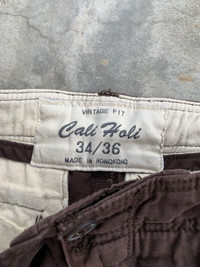 VINTAGE FIT
Cali Holi
34/36
MADE IN HONGKONG